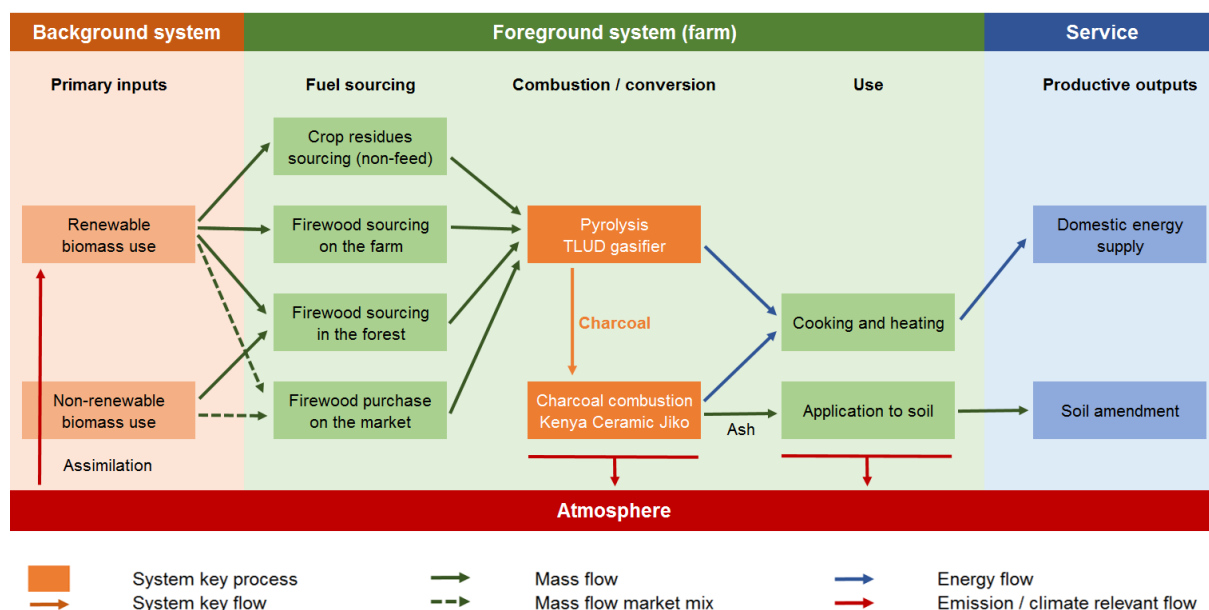 Background system
Foreground system (farm)
Service
Primary inputs
Fuel sourcing
Combustion / conversion
Use
Productive outputs
Crop residues
sourcing (non-feed)
Renewable
biomass use
Firewood sourcing
on the farm
Pyrolysis
TLUD gasifier
Domestic energy
supply
Firewood sourcing
in the forest
Charcoal
Cooking and heating
Non-renewable
biomass use
Firewood purchase
on the market
Charcoal combustion
Kenya Ceramic Jiko
Ash
Application to soil
Soil amendment
Assimilation
Atmosphere
System key process
Mass flow
Energy flow
System key flow
Mass flow market mix
Emission / climate relevant flow